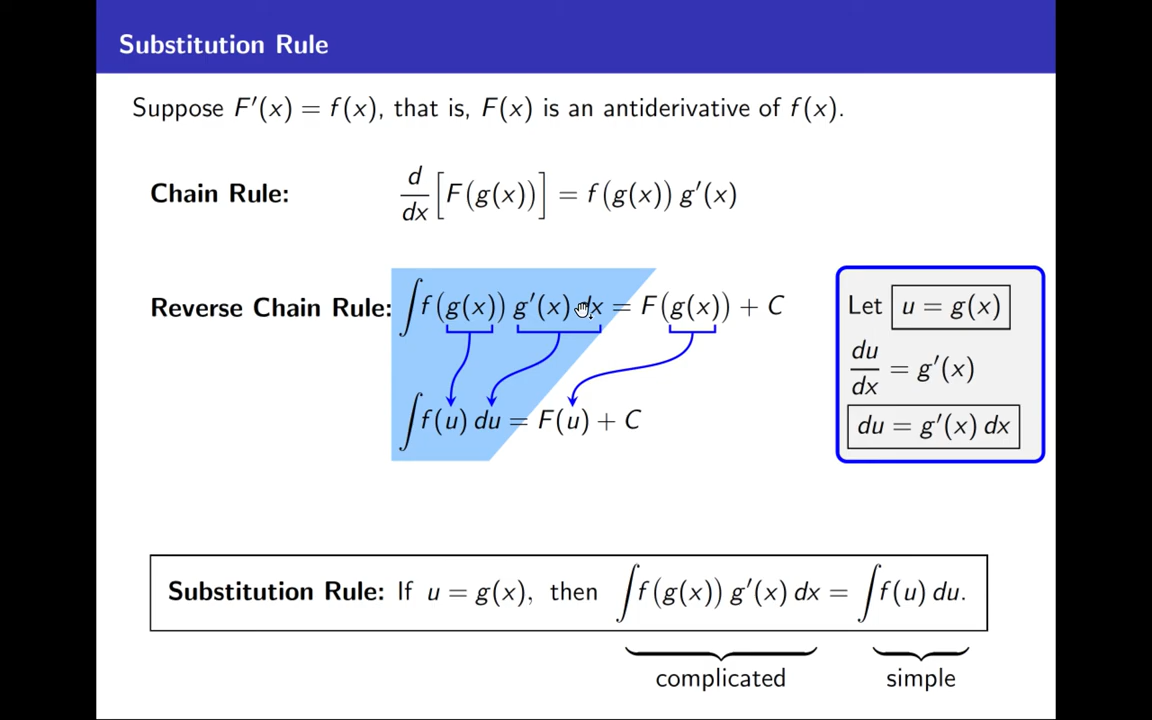 Substitution Rule
Suppose F′(x) = f(x), that is, F(x) is an antiderivative of f(x).
Chain Rule: d/dx [F(g(x))] = f(g(x)) g′(x)
Reverse Chain Rule: ∫f(g(x)) g′(x) dx = F(g(x)) + C
∫f(u) du = F(u) + C
Let u = g(x)
du/dx = g′(x)
du = g′(x) dx
Substitution Rule: If u = g(x), then ∫f(g(x)) g′(x) dx = ∫f(u) du.
complicated simple